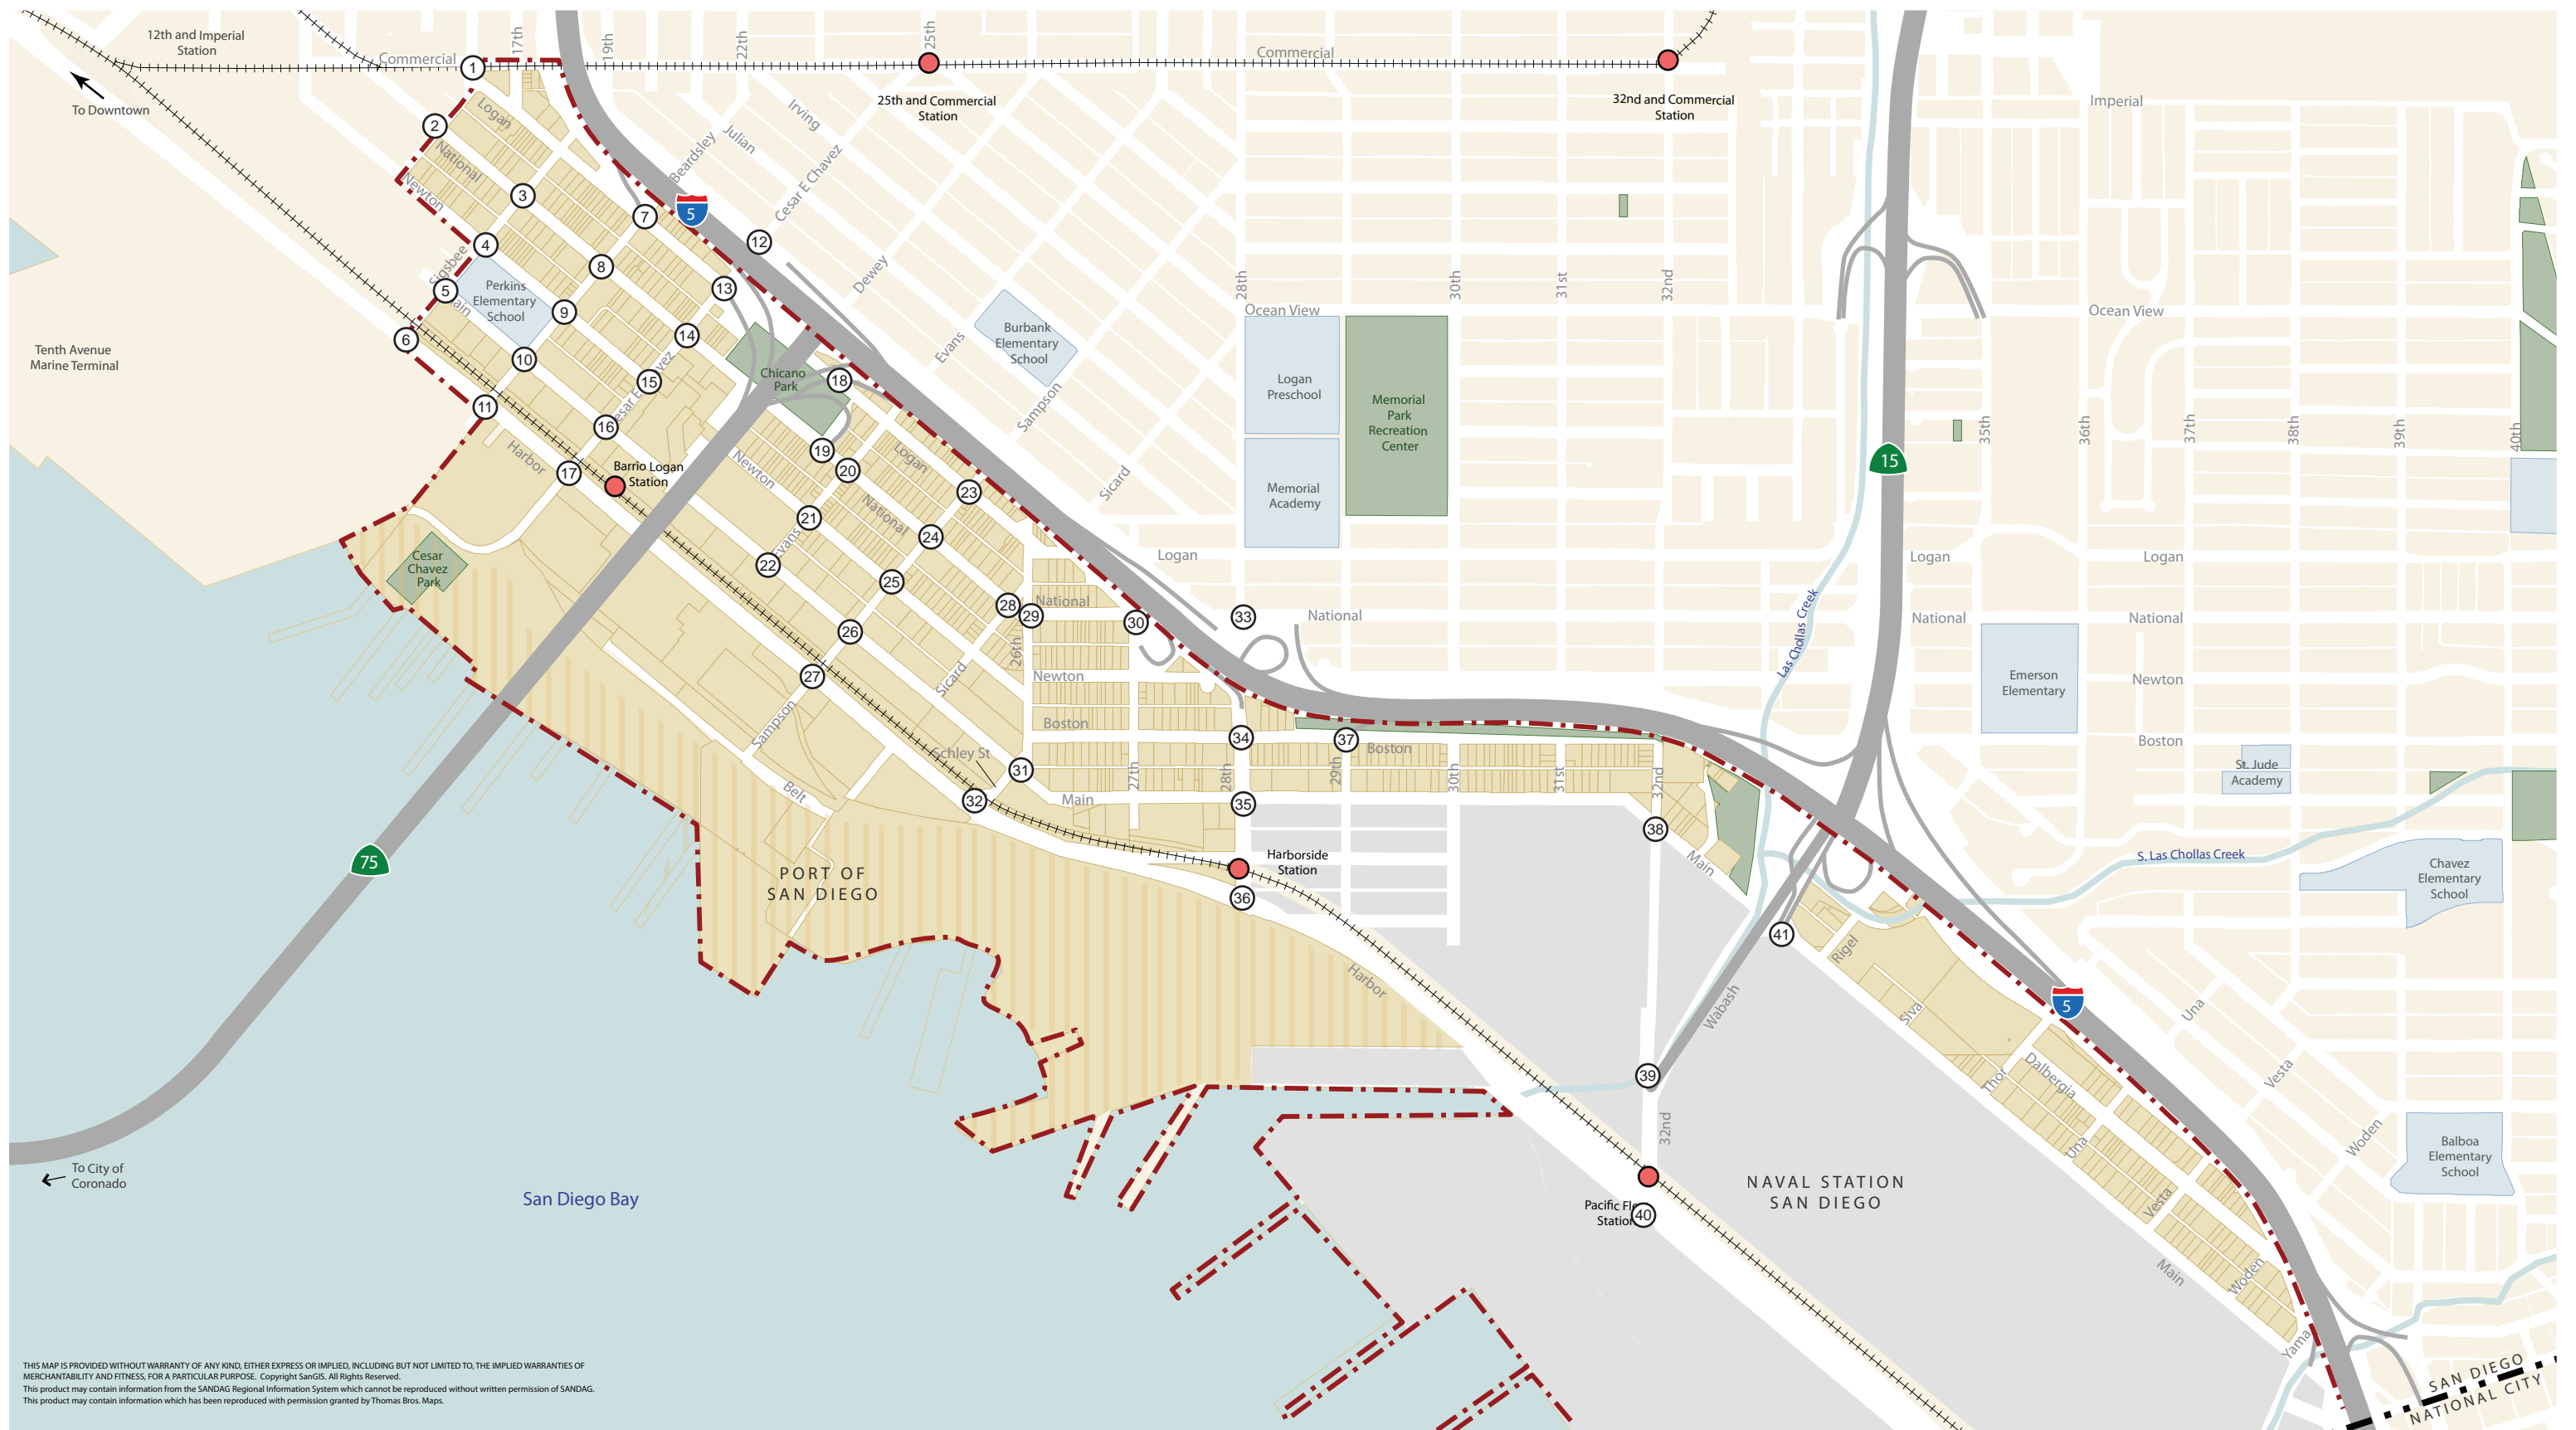 12th and Imperial
Station
To Downtown
Commercial
17th
19th
22th
25th
Commercial
25th and Commercial
Station
32nd and Commercial
Station
Imperial
1
2
3
4
5
6
7
8
9
10
11
12
13
14
15
16
17
18
19
20
21
22
23
24
25
26
27
28
29
30
31
32
33
34
35
36
37
38
39
40
41
Logan
National
Newton
Sigsbee
Beardsley
Julian
Irving
Cesar E Chavez
Dewey
Evans
Sampson
Sicard
5
Perkins
Elementary
School
Burbank
Elementary
School
Tenth Avenue
Marine Terminal
Chicano
Park
Harbor
Barrio Logan
Station
Newton
Logan
National
Evans
Cesar
Chavez
Park
28th
30th
31st
32nd
Ocean View
Ocean View
Logan
Preschool
Memorial
Academy
Memorial
Park
Recreation
Center
15
35th
36th
37th
38th
39th
40th
Logan
Logan
Logan
National
National
National
National
Las Chollas Creek
Emerson
Elementary
Newton
Boston
St. Jude
Academy
26th
Newton
Boston
Sicard
Sampson
Schley St
Belt
Main
27th
28th
29th
30th
31st
32nd
Boston
Main
Harborside
Station
PORT OF
SAN DIEGO
75
S. Las Chollas Creek
Chavez
Elementary
School
Harbor
Wabash
Rigel
Siva
Thor
Dalbergia
Una
Vesta
Woden
Yama
Main
5
Una
Vesta
Woden
Balboa
Elementary
School
32nd
Pacific
NAVAL STATION
SAN DIEGO
To City of
Coronado
San Diego Bay
SAN DIEGO
NATIONAL CITY
THIS MAP IS PROVIDED WITHOUT WARRANTY OF ANY KIND, EITHER EXPRESS OR IMPLIED, INCLUDING BUT NOT LIMITED TO, THE IMPLIED WARRANTIES OF
MERCHANTABILITY AND FITNESS, FOR A PARTICULAR PURPOSE. Copyright SanGIS. All Rights Reserved.
This product may contain information from the SANDAG Regional Information System which cannot be reproduced without written permission of SANDAG.
This product may contain information which has been reproduced with permission granted by Thomas Bros. Maps.